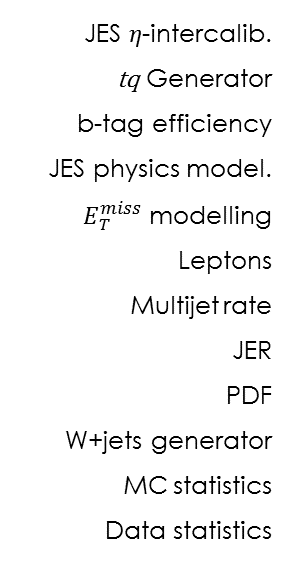 JES η-intercalib.
tq Generator
b-tag efficiency
JES physics model.
E_T^miss modelling
Leptons
Multijet rate
JER
PDF
W+jets generator
MC statistics
Data statistics